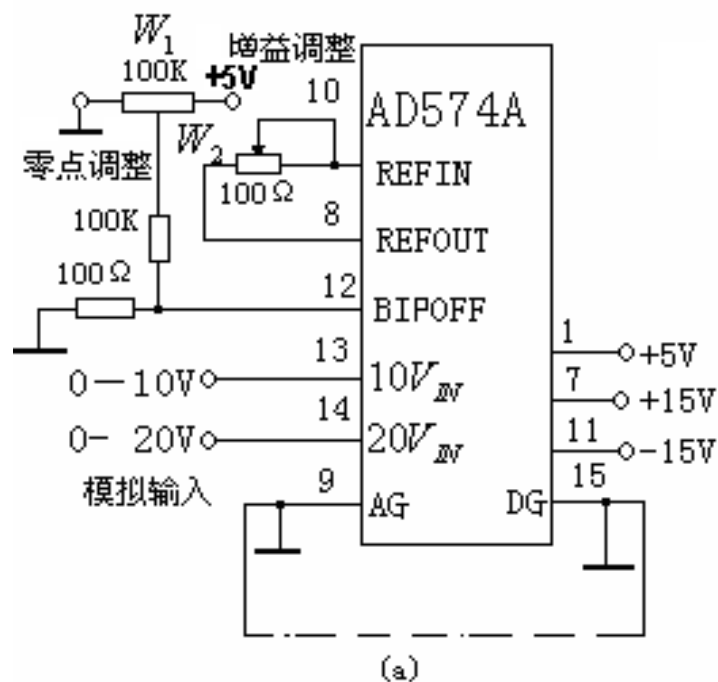 W₁
100K
+5V
增益调整
10
AD574A
W₂
零点调整
100Ω
REFIN
8
REFOUT
100K
100Ω
12
BIPOFF
13
0—10V
10V_IN
14
0- 20V
20V_IN
模拟输入
9
AG
1
+5V
7
+15V
11
-15V
15
DG
(a)